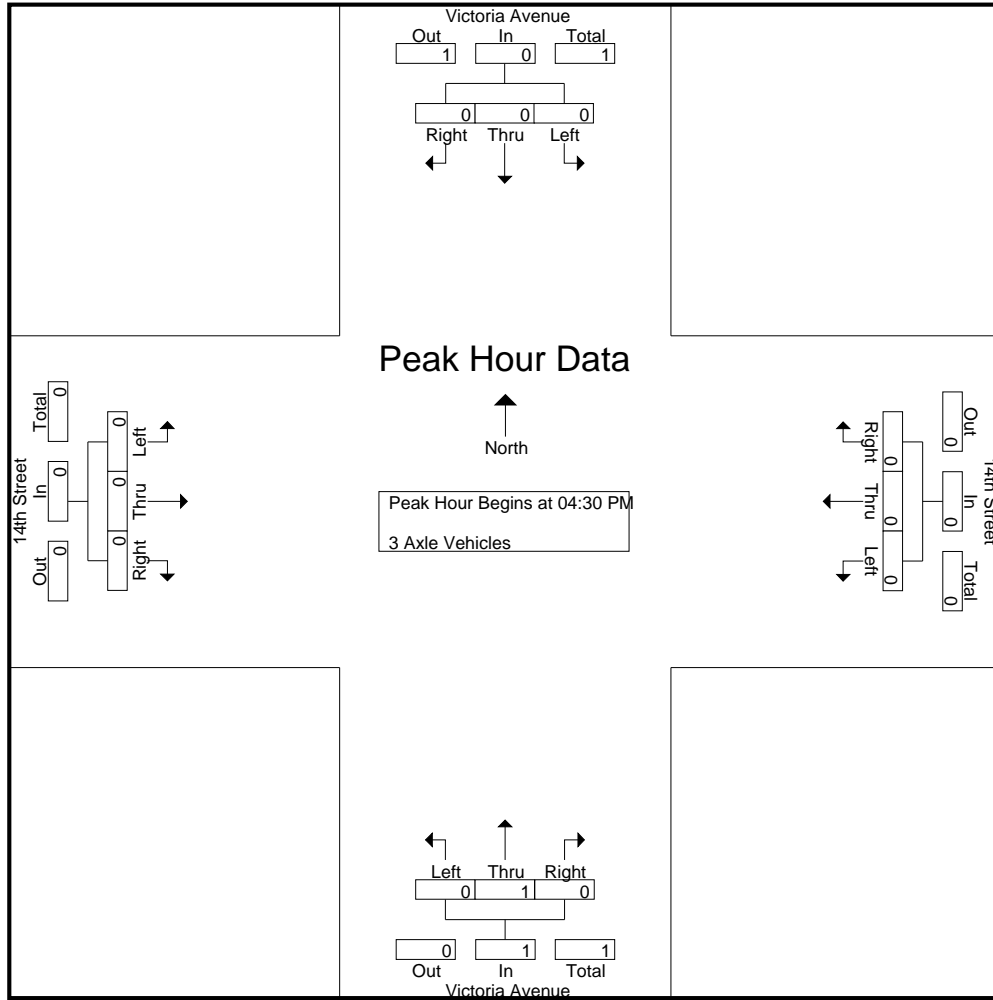 Victoria Avenue
Out In Total
1 0 1
0 0 0
Right Thru Left
Peak Hour Data
North
Peak Hour Begins at 04:30 PM
3 Axle Vehicles
14th Street
Total In Out
0 0 0
0 0 0
Left Thru Right
Right Thru Left
0 0 0
Out In Total
0 0 0
14th Street
Left Thru Right
0 1 0
0 1 1
Out In Total
Victoria Avenue